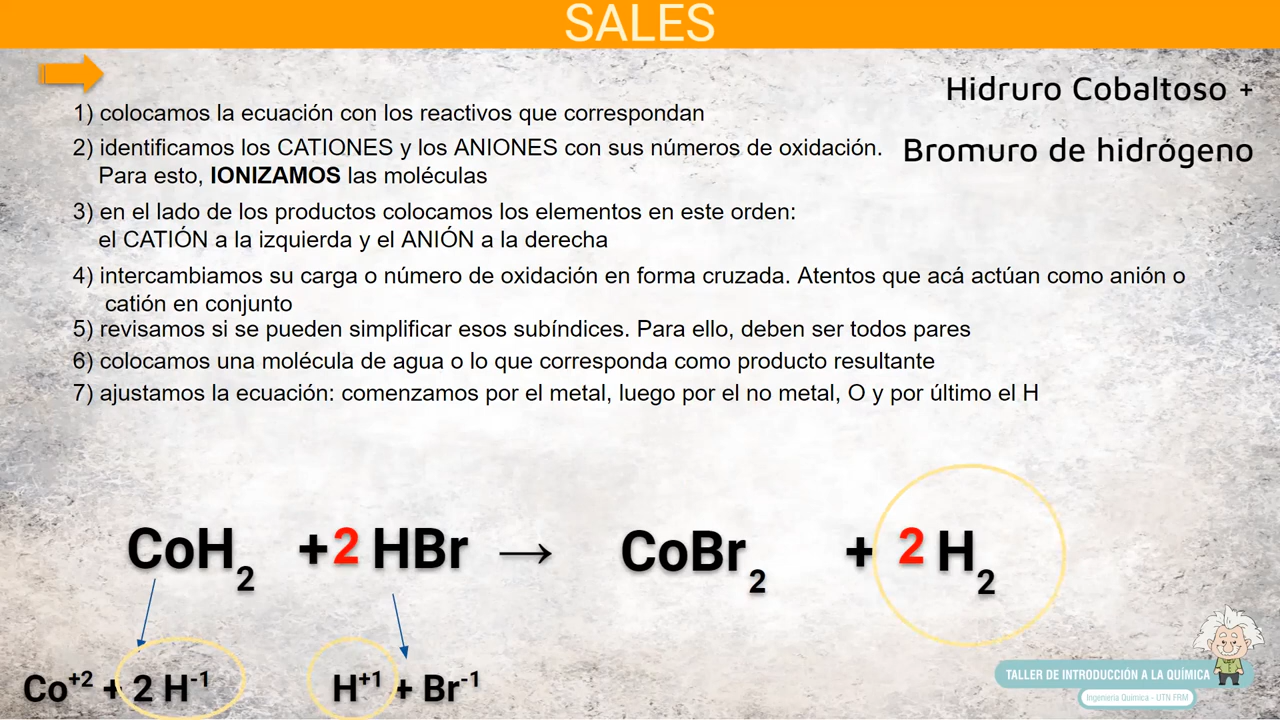 SALES
Hidruro Cobaltoso +
Bromuro de hidrógeno
1) colocamos la ecuación con los reactivos que correspondan
2) identificamos los CATIONES y los ANIONES con sus números de oxidación.
Para esto, IONIZAMOS las moléculas
3) en el lado de los productos colocamos los elementos en este orden:
el CATIÓN a la izquierda y el ANIÓN a la derecha
4) intercambiamos su carga o número de oxidación en forma cruzada. Atentos que acá actúan como anión o
catión en conjunto
5) revisamos si se pueden simplificar esos subíndices. Para ello, deben ser todos pares
6) colocamos una molécula de agua o lo que corresponda como producto resultante
7) ajustamos la ecuación: comenzamos por el metal, luego por el no metal, O y por último el H
CoH₂ + 2 HBr → CoBr₂ + 2 H₂
Co⁺² + 2 H⁻¹ H⁺¹ + Br⁻¹
TALLER DE INTRODUCCIÓN A LA QUÍMICA
Ingeniería Química - UTN FRM